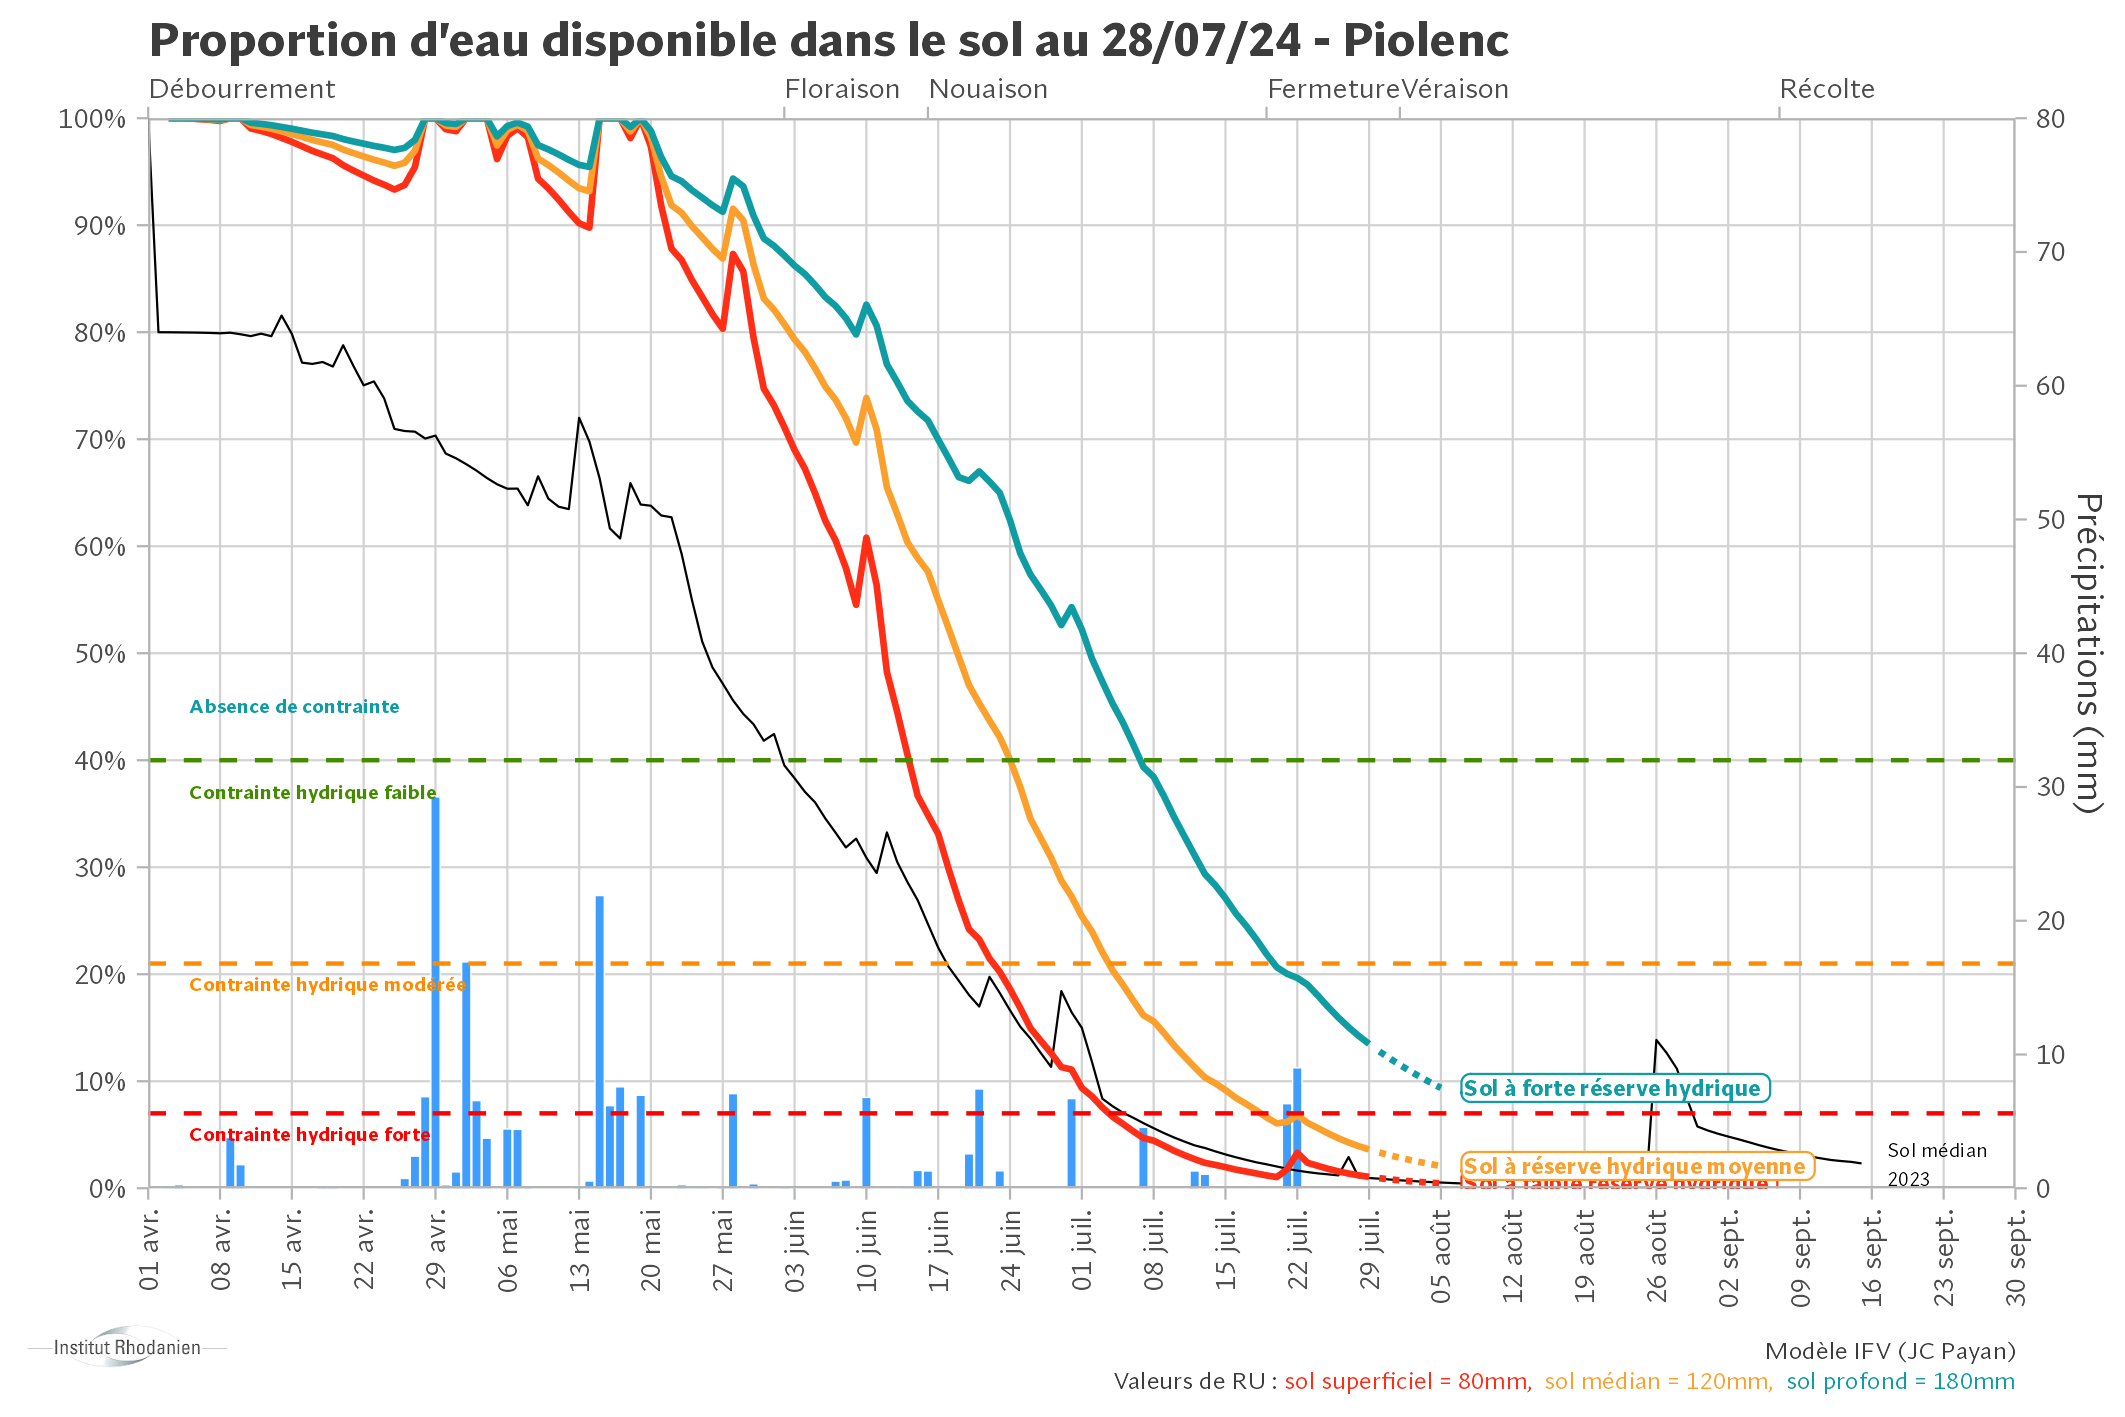 Proportion d'eau disponible dans le sol au 28/07/24 - Piolenc
Débourrement Floraison Nouaison Fermeture Véraison Récolte
100% 80
90%
70
80%
70%
60
60%
50
50%
40
Précipitations (mm)
Absence de contrainte
40%
Contrainte hydrique faible
30
30%
20
20%
Contrainte hydrique modérée
10%
10
Sol à forte réserve hydrique
Contrainte hydrique forte
Sol médian
2023
Sol à réserve hydrique moyenne
Sol à faible réserve hydrique
0% 0
01 avr. 08 avr. 15 avr. 22 avr. 29 avr. 06 mai 13 mai 20 mai 27 mai 03 juin 10 juin 17 juin 24 juin 01 juil. 08 juil. 15 juil. 22 juil. 29 juil. 05 août 12 août 19 août 26 août 02 sept. 09 sept. 16 sept. 23 sept. 30 sept.
Institut Rhodanien
Modèle IFV (JC Payan)
Valeurs de RU : sol superficiel = 80mm, sol médian = 120mm, sol profond = 180mm